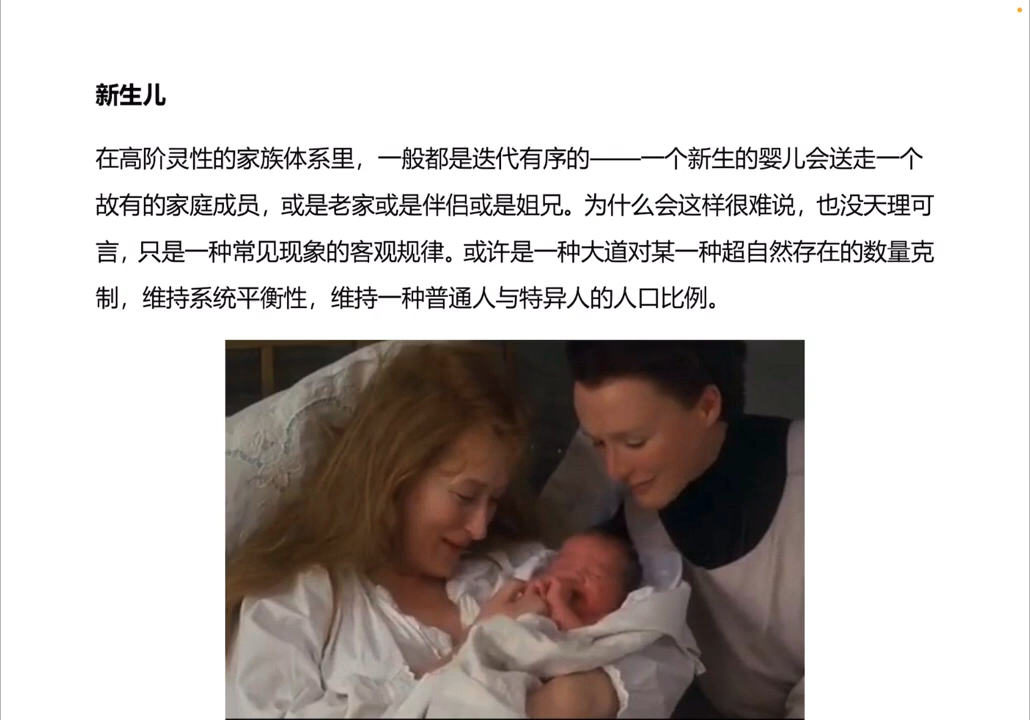 新生儿
在高阶灵性的家族体系里，一般都是迭代有序的——一个新生的婴儿会送走一个
故有的家庭成员，或是老家或是伴侣或是姐兄。为什么会这样很难说，也没天理可
言，只是一种常见现象的客观规律。或许是一种大道对某一种超自然存在的数量克
制，维持系统平衡性，维持一种普通人与特异人的人口比例。